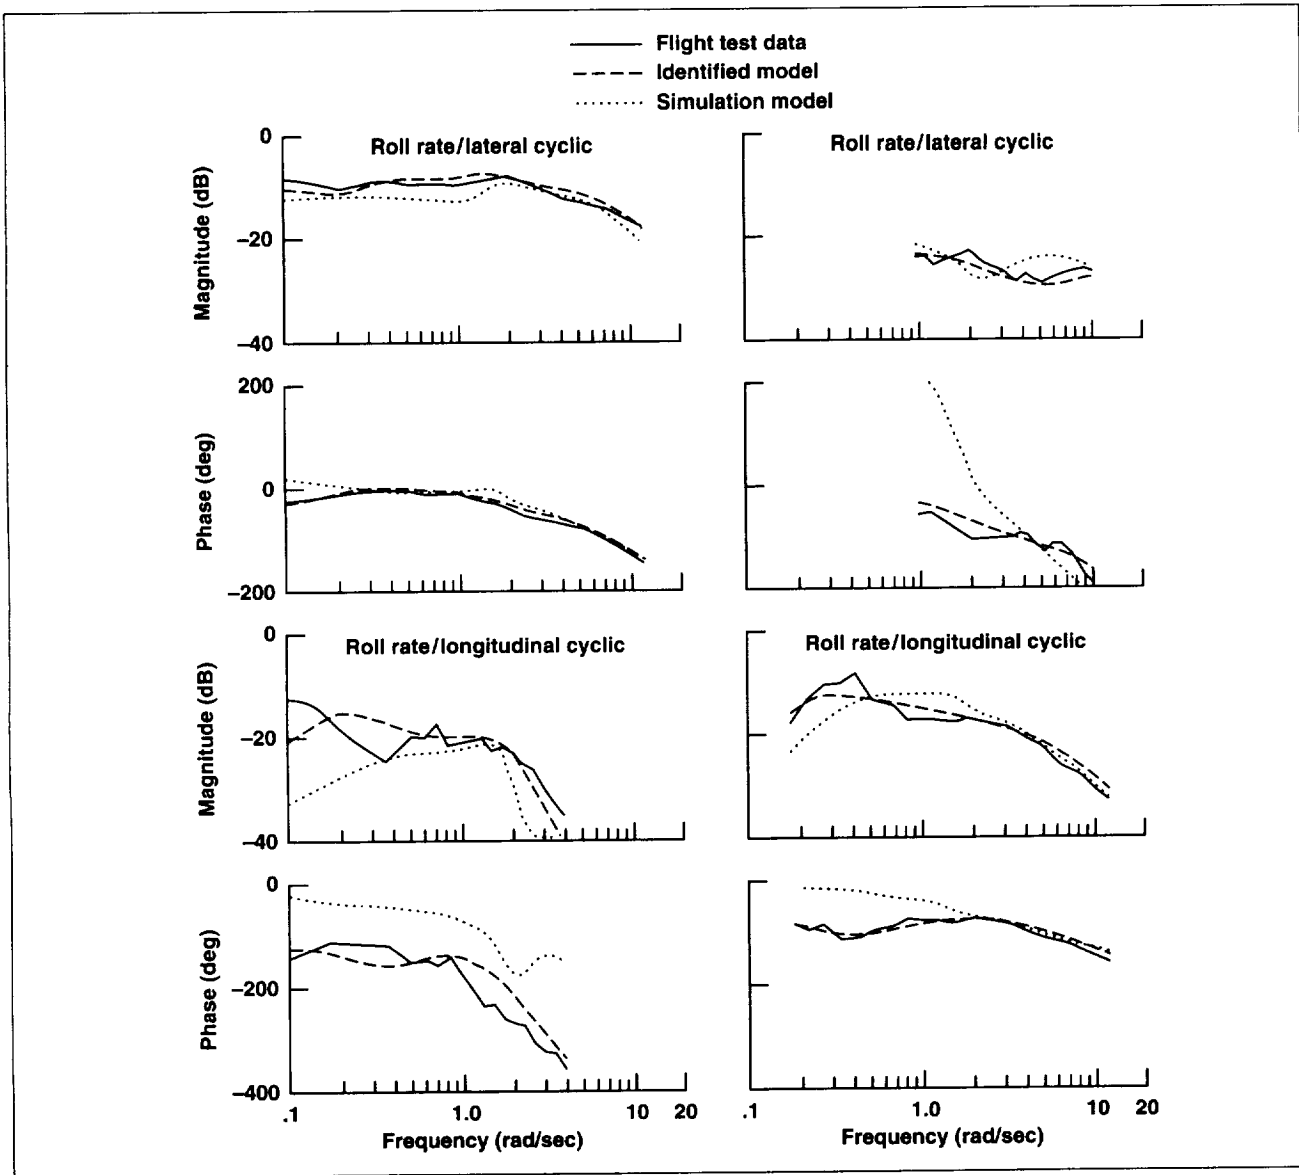 Flight test data
Identified model
Simulation model
0
Roll rate/lateral cyclic
Magnitude (dB)
−20
−40
Roll rate/lateral cyclic
200
Phase (deg)
0
−200
0
Roll rate/longitudinal cyclic
Magnitude (dB)
−20
−40
Roll rate/longitudinal cyclic
0
Phase (deg)
−200
−400
.1 1.0 10 20
Frequency (rad/sec)
.1 1.0 10 20
Frequency (rad/sec)